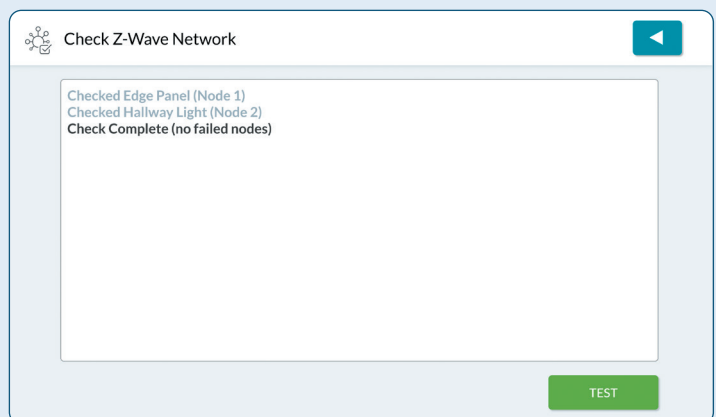 Check Z-Wave Network
Checked Edge Panel (Node 1)
Checked Hallway Light (Node 2)
Check Complete (no failed nodes)
TEST